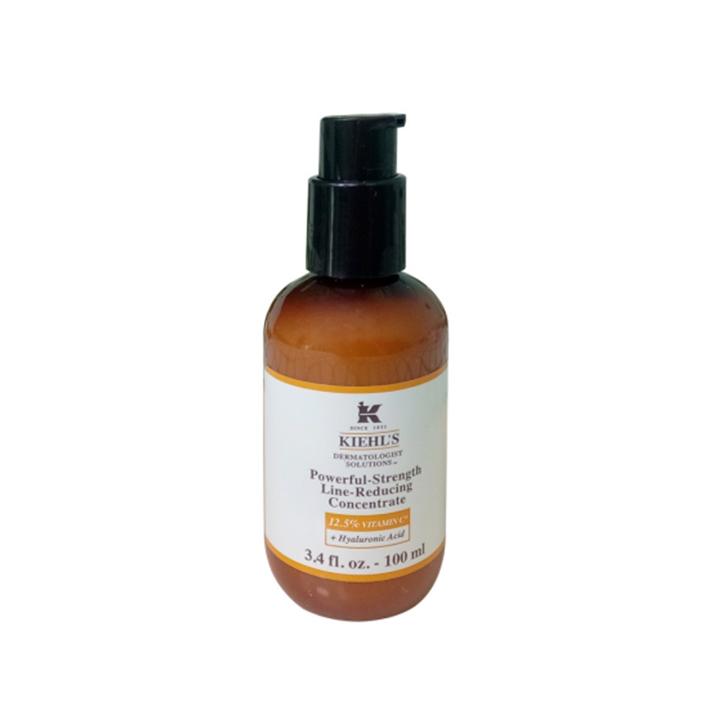 K
SINCE 1851
KIEHL'S
DERMATOLOGIST
SOLUTIONS™
Powerful-Strength
Line-Reducing
Concentrate
12.5% VITAMIN C*
+ Hyaluronic Acid
3.4 fl. oz. - 100 ml